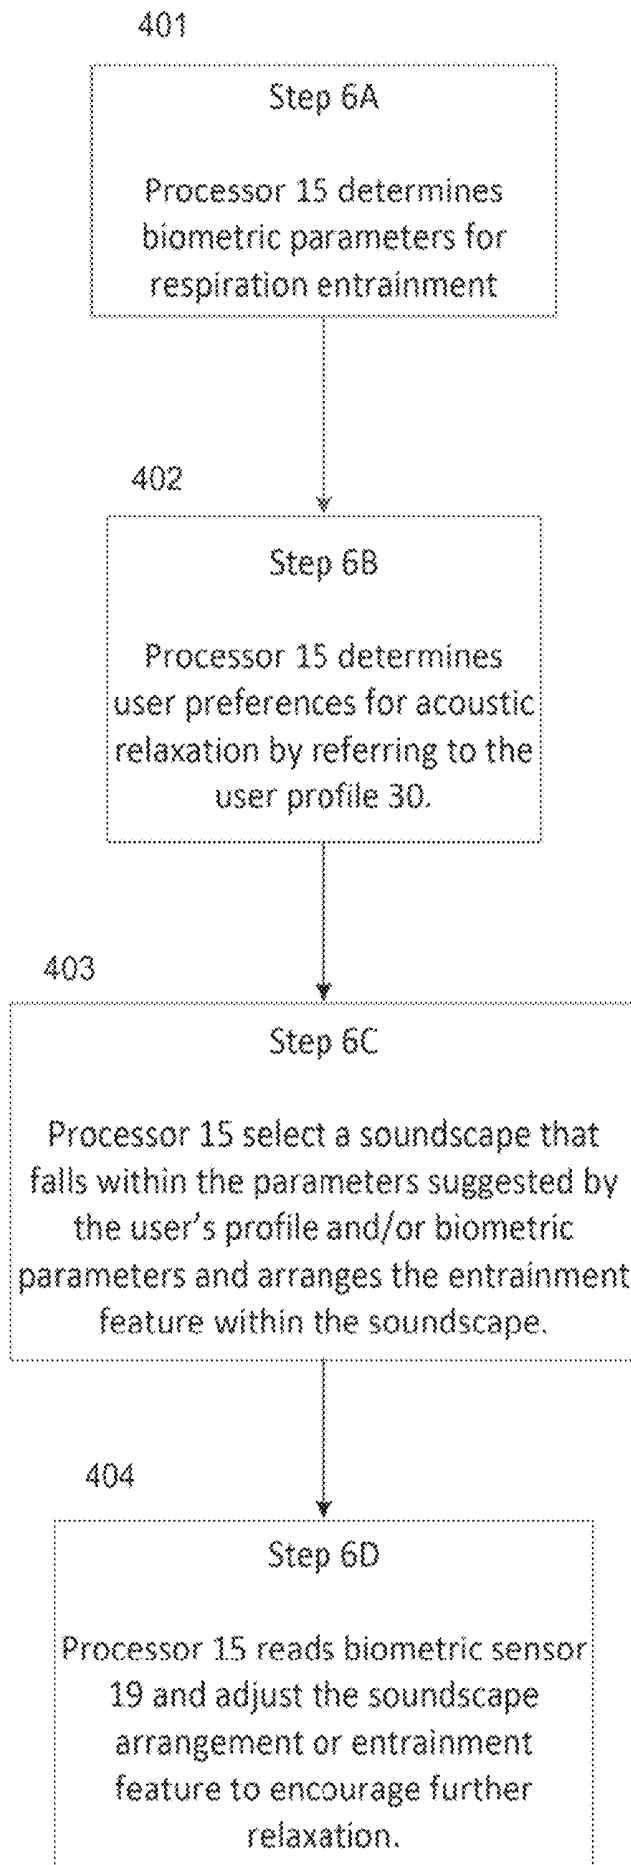 401
Step 6A
Processor 15 determines
biometric parameters for
respiration entrainment
402
Step 6B
Processor 15 determines
user preferences for acoustic
relaxation by referring to the
user profile 30.
403
Step 6C
Processor 15 select a soundscape that
falls within the parameters suggested by
the user's profile and/or biometric
parameters and arranges the entrainment
feature within the soundscape.
404
Step 6D
Processor 15 reads biometric sensor
19 and adjust the soundscape
arrangement or entrainment
feature to encourage further
relaxation.